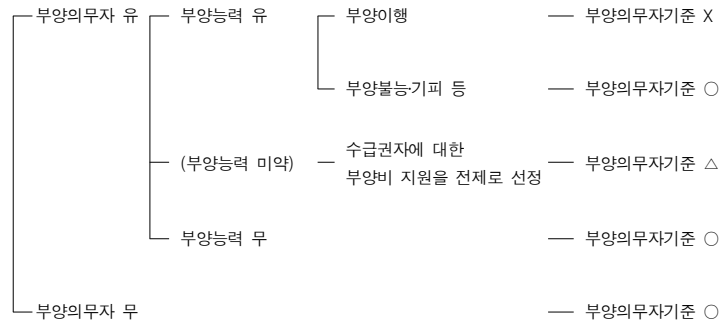 부양의무자 유 부양능력 유 부양이행 부양의무자기준 X
부양불능·기피 등 부양의무자기준 ○
(부양능력 미약) 수급권자에 대한
부양비 지원을 전제로 선정 부양의무자기준 △
부양능력 무 부양의무자기준 ○
부양의무자 무 부양의무자기준 ○